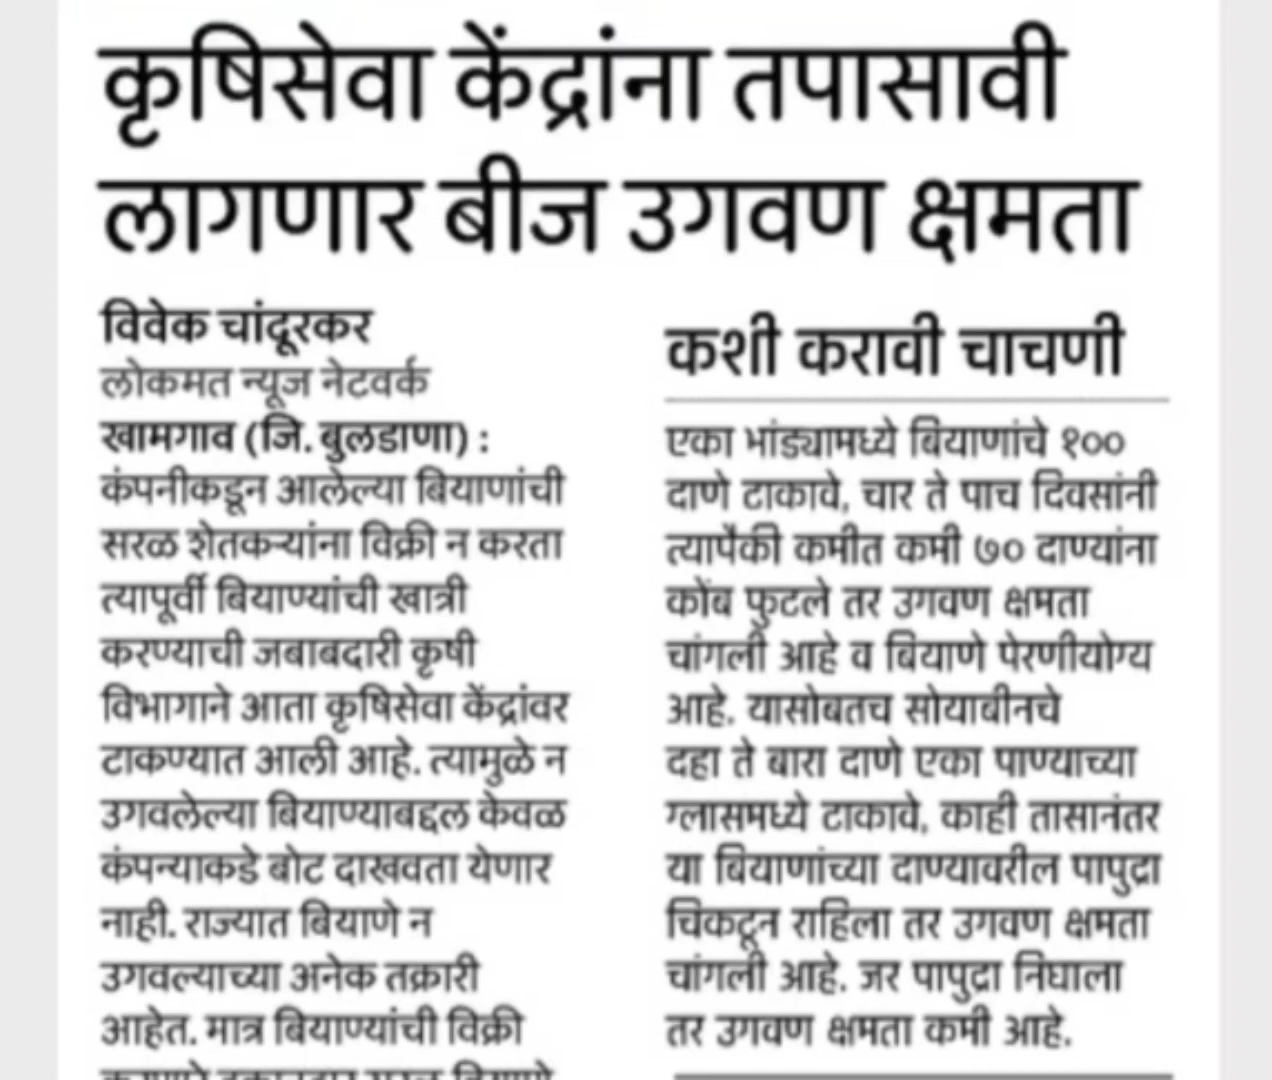 कृषिसेवा केंद्रांना तपासावी
लागणार बीज उगवण क्षमता
विवेक चांदूरकर
लोकमत न्यूज नेटवर्क
खामगाव (जि. बुलडाणा) :
कंपनीकडून आलेल्या बियाणांची
सरळ शेतकऱ्यांना विक्री न करता
त्यापूर्वी बियाण्यांची खात्री
करण्याची जबाबदारी कृषी
विभागाने आता कृषिसेवा केंद्रांवर
टाकण्यात आली आहे. त्यामुळे न
उगवलेल्या बियाण्याबद्दल केवळ
कंपन्याकडे बोट दाखवता येणार
नाही. राज्यात बियाणे न
उगवल्याच्या अनेक तक्रारी
आहेत. मात्र बियाण्यांची विक्री
कशी करावी चाचणी
एका भांड्यामध्ये बियाणांचे १००
दाणे टाकावे, चार ते पाच दिवसांनी
त्यापैकी कमीत कमी ७० दाण्यांना
कोंब फुटले तर उगवण क्षमता
चांगली आहे व बियाणे पेरणीयोग्य
आहे. यासोबतच सोयाबीनचे
दहा ते बारा दाणे एका पाण्याच्या
ग्लासमध्ये टाकावे, काही तासानंतर
या बियाणांच्या दाण्यावरील पापुद्रा
चिकटून राहिला तर उगवण क्षमता
चांगली आहे. जर पापुद्रा निघाला
तर उगवण क्षमता कमी आहे.